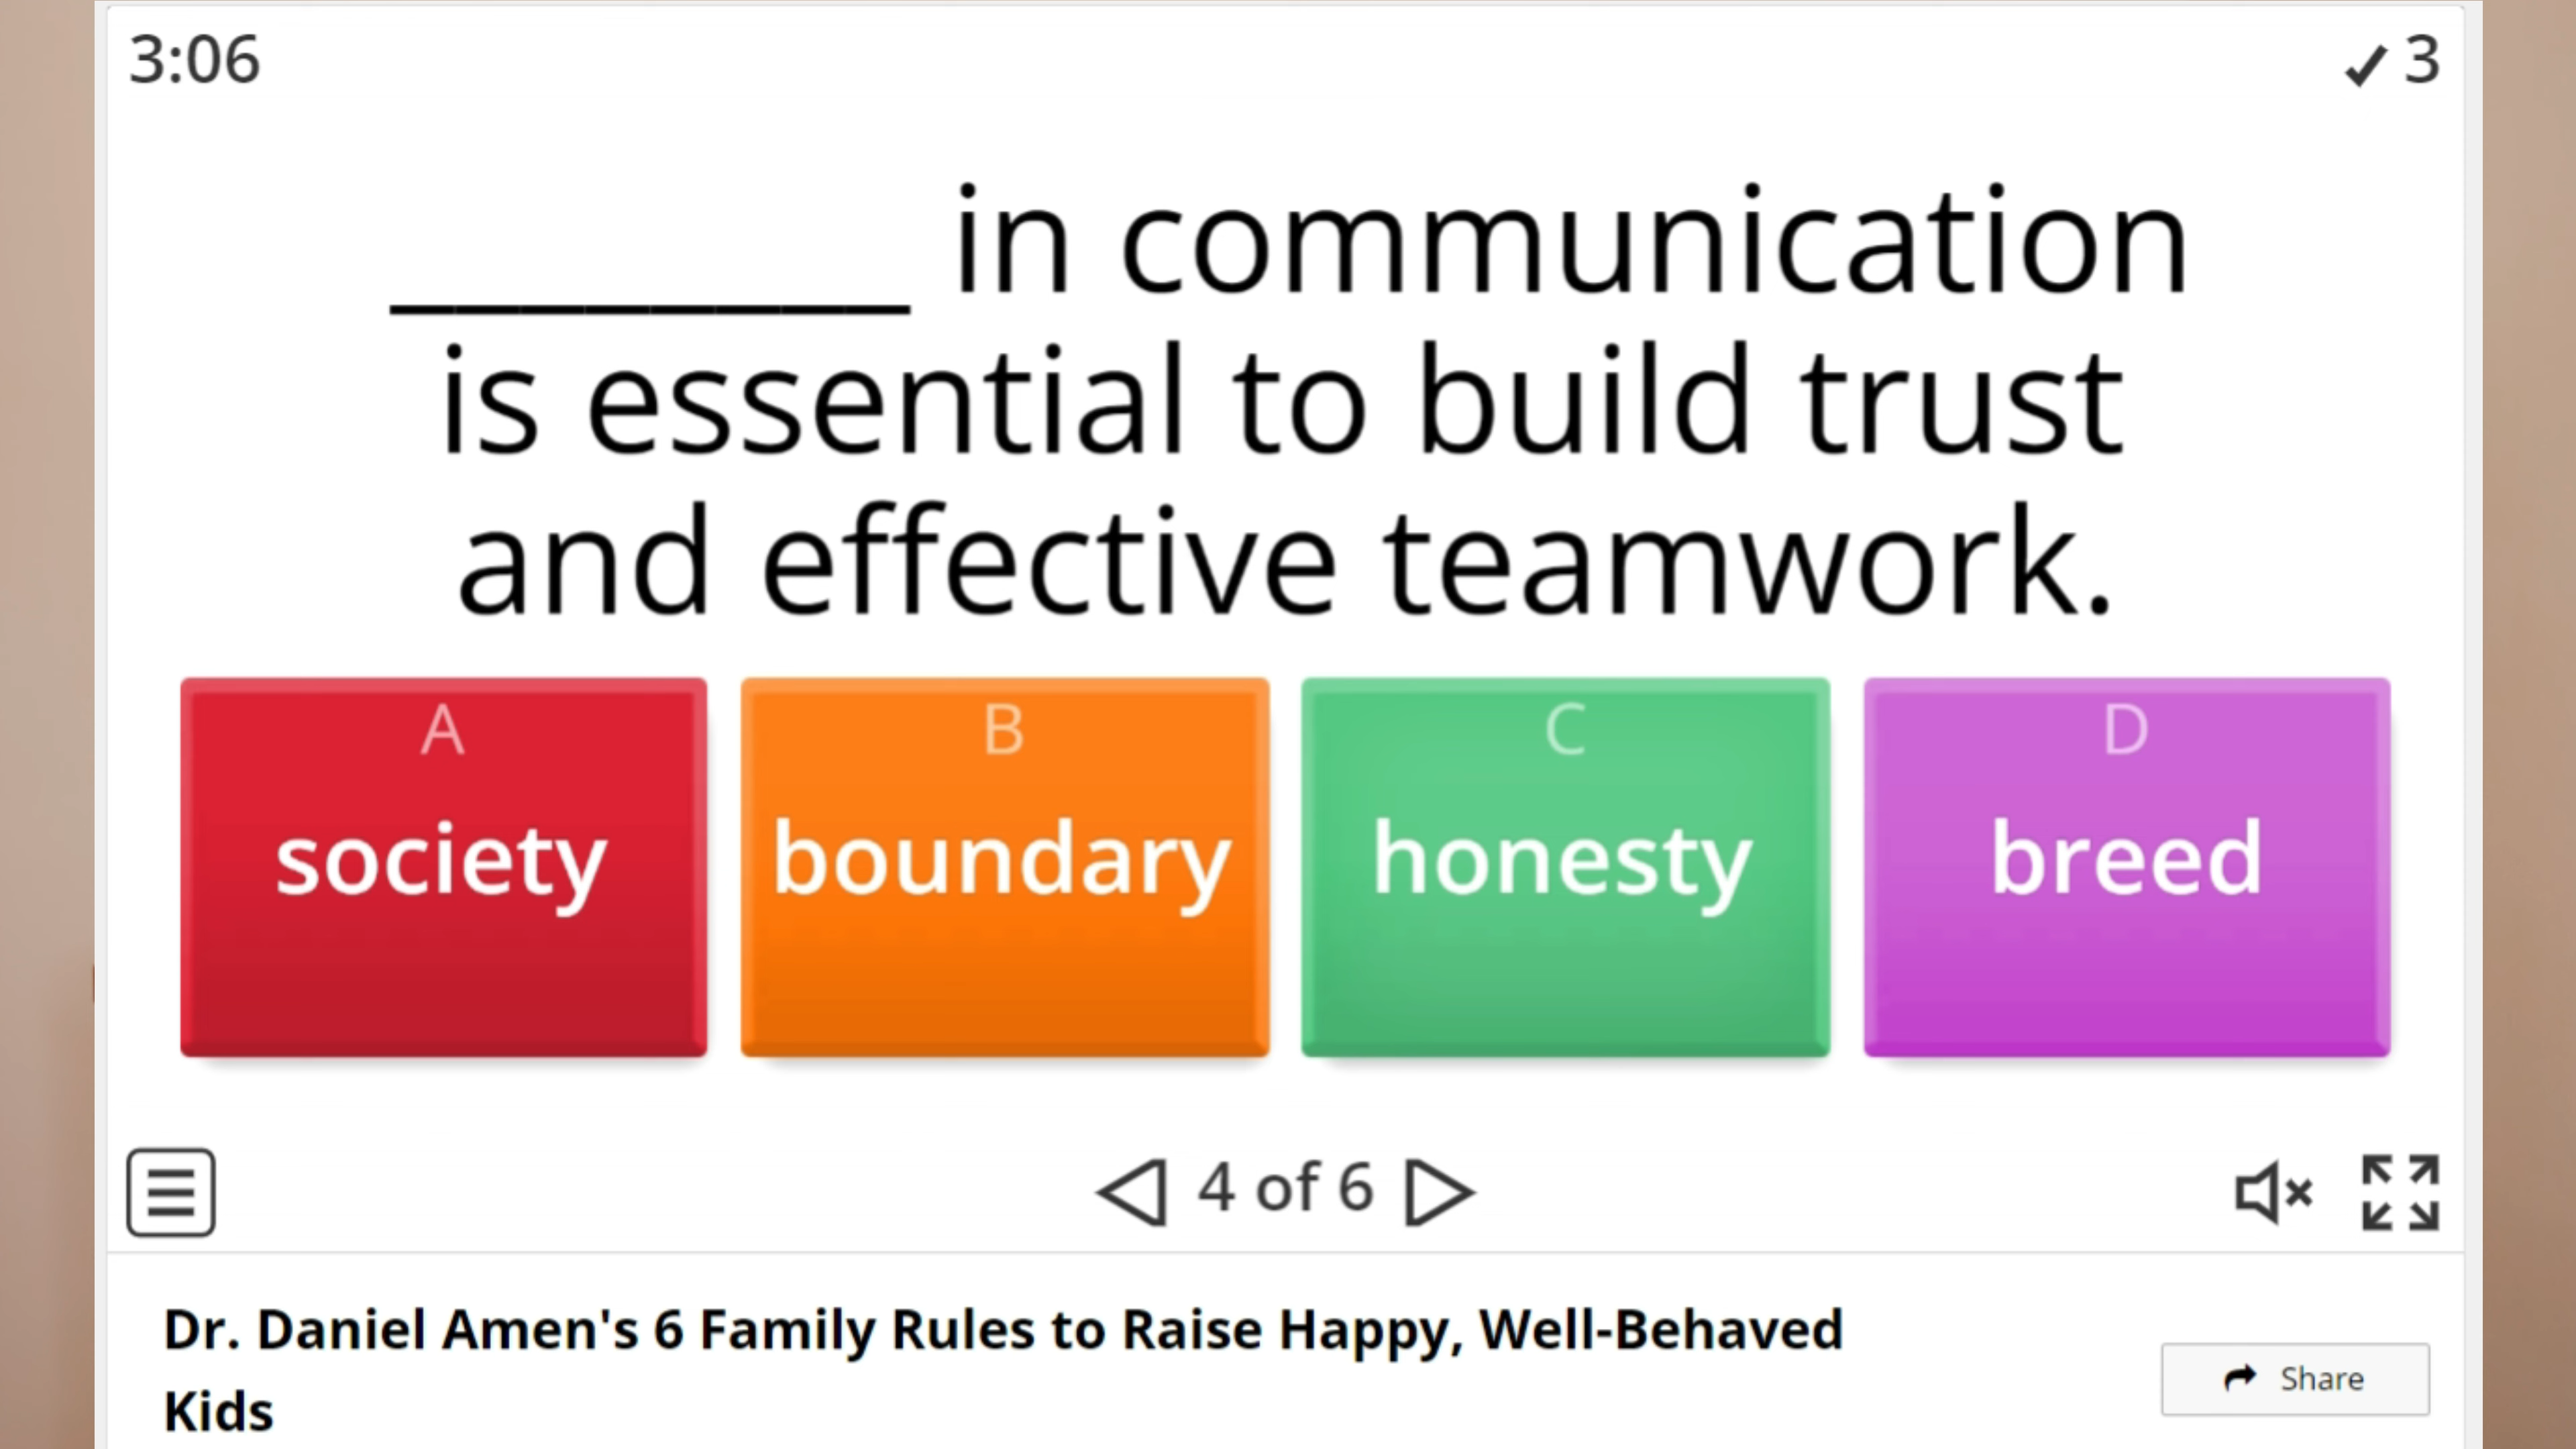 3:06
✓ 3
________ in communication
is essential to build trust
and effective teamwork.
A
society
B
boundary
C
honesty
D
breed
4 of 6
Dr. Daniel Amen's 6 Family Rules to Raise Happy, Well-Behaved
Kids
Share